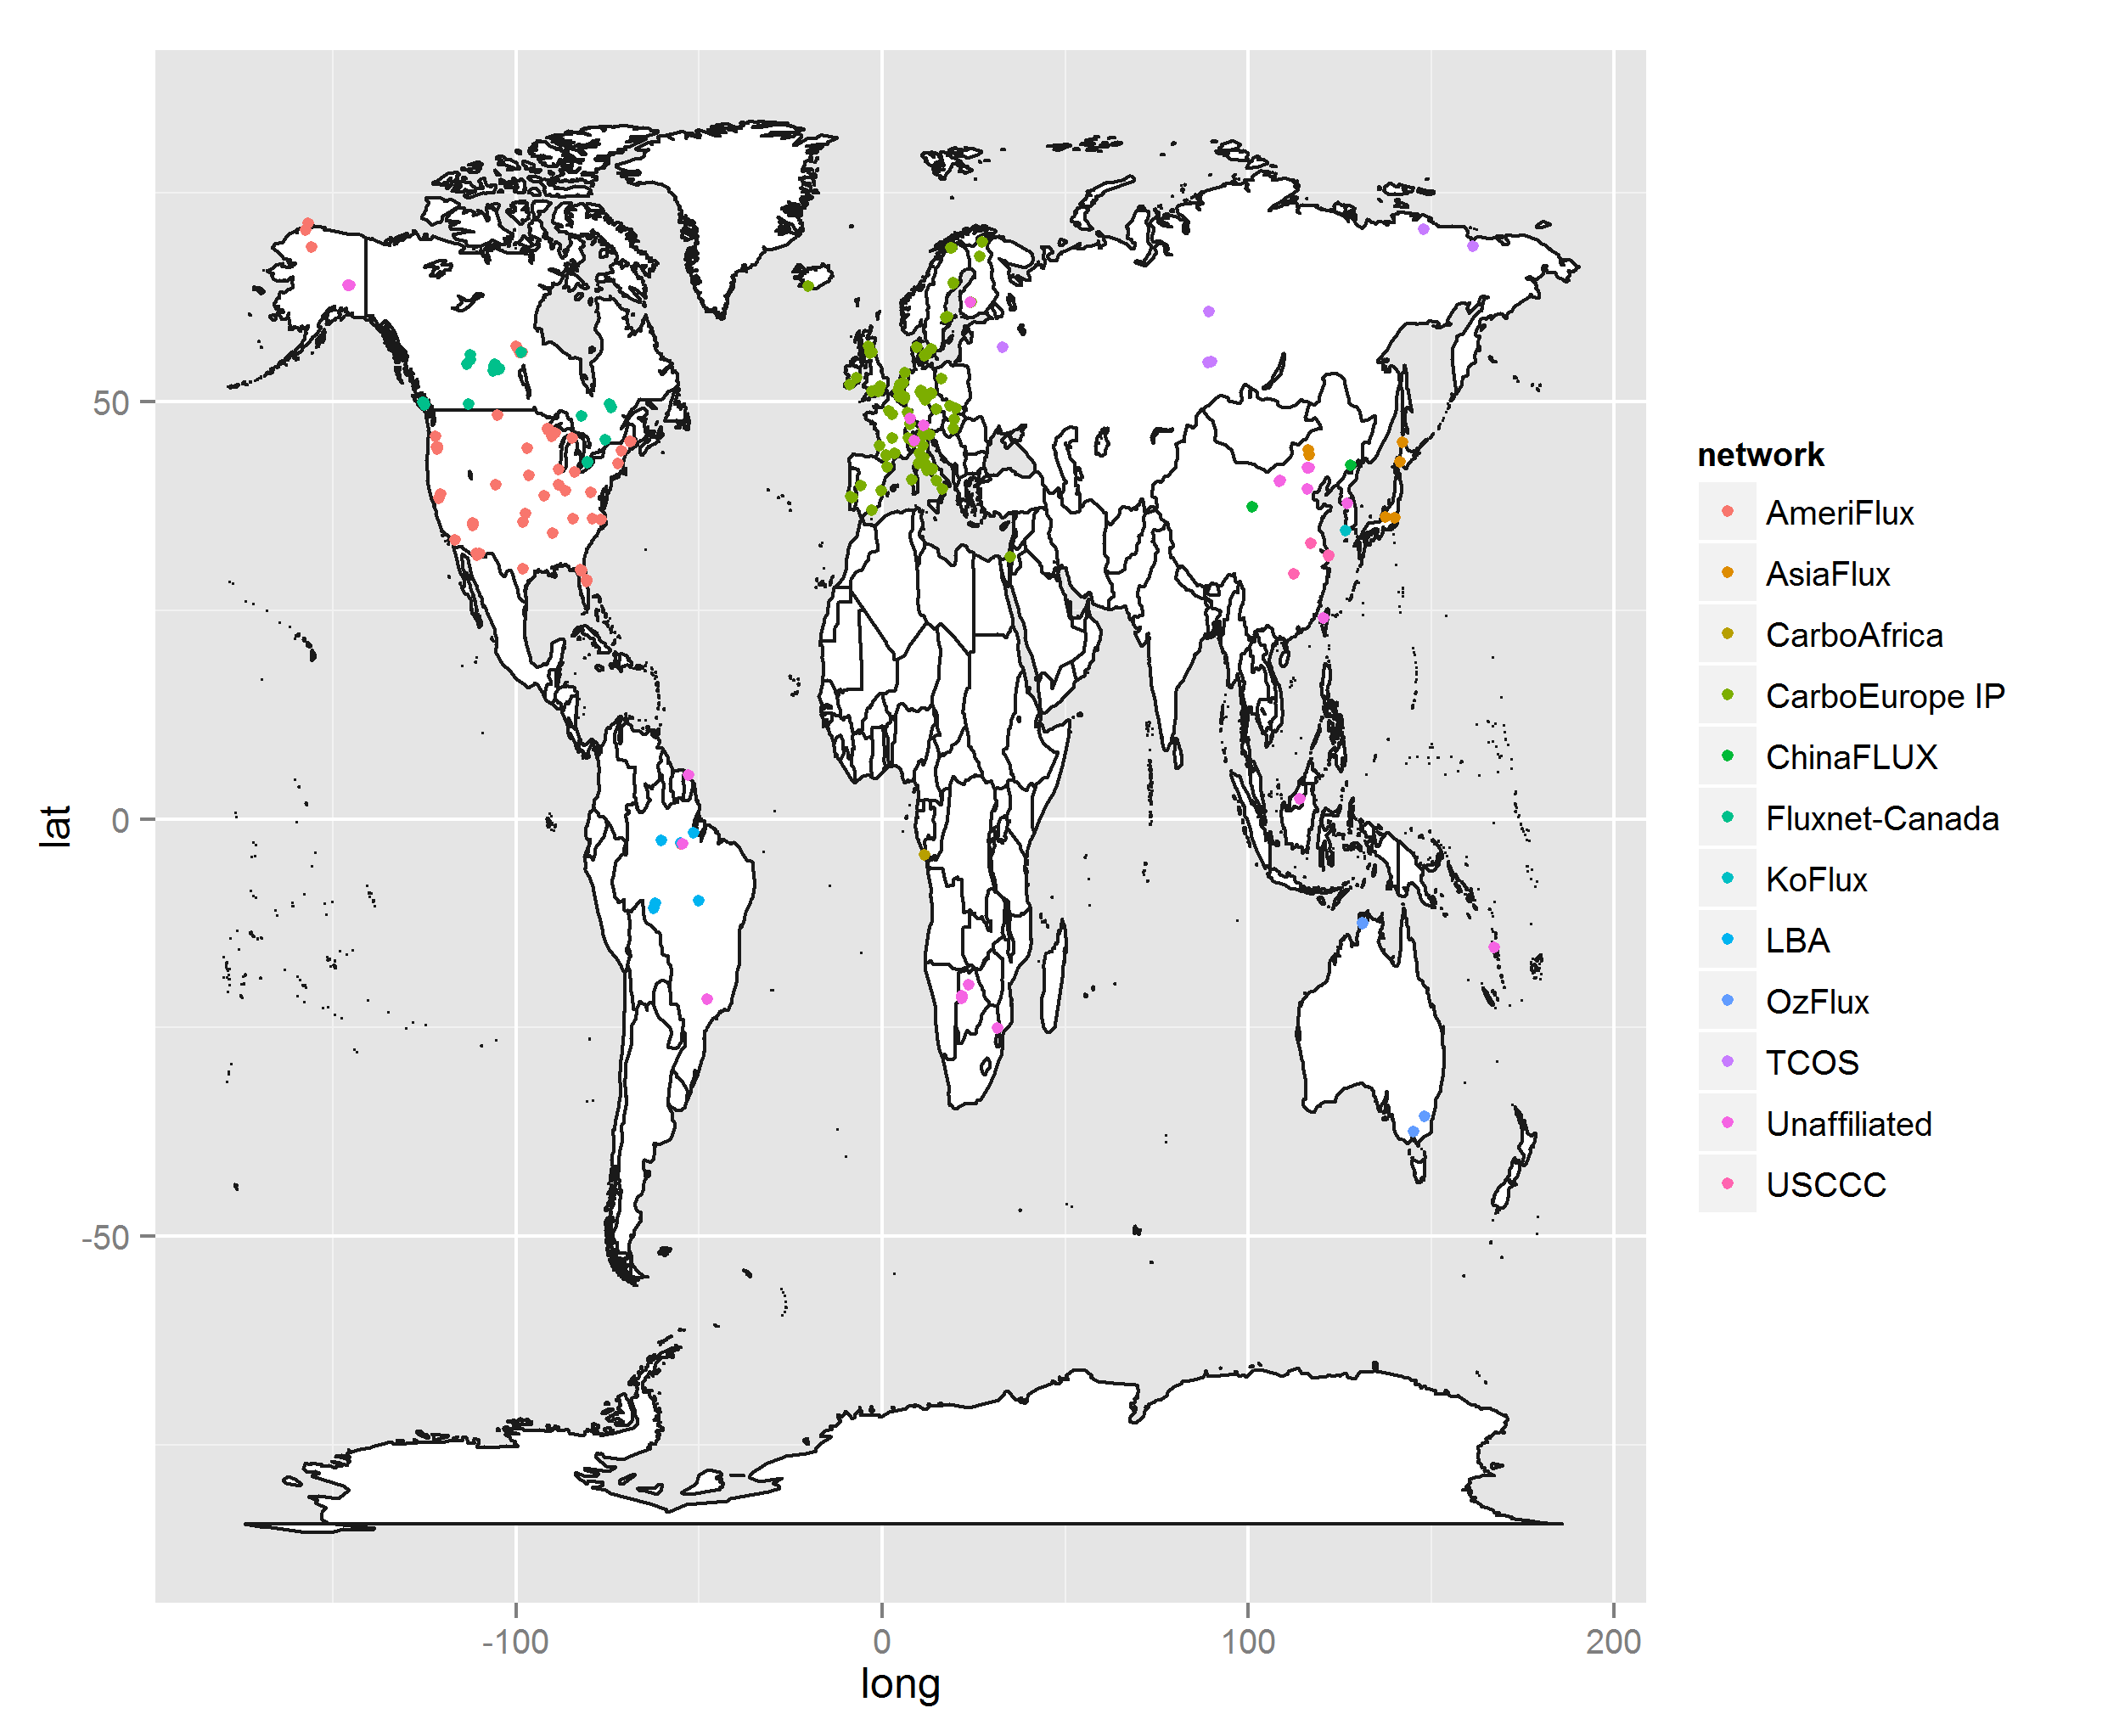 network
AmeriFlux
AsiaFlux
CarboAfrica
CarboEurope IP
ChinaFLUX
Fluxnet-Canada
KoFlux
LBA
OzFlux
TCOS
Unaffiliated
USCCC
50
0
-50
lat
-100 0 100 200
long